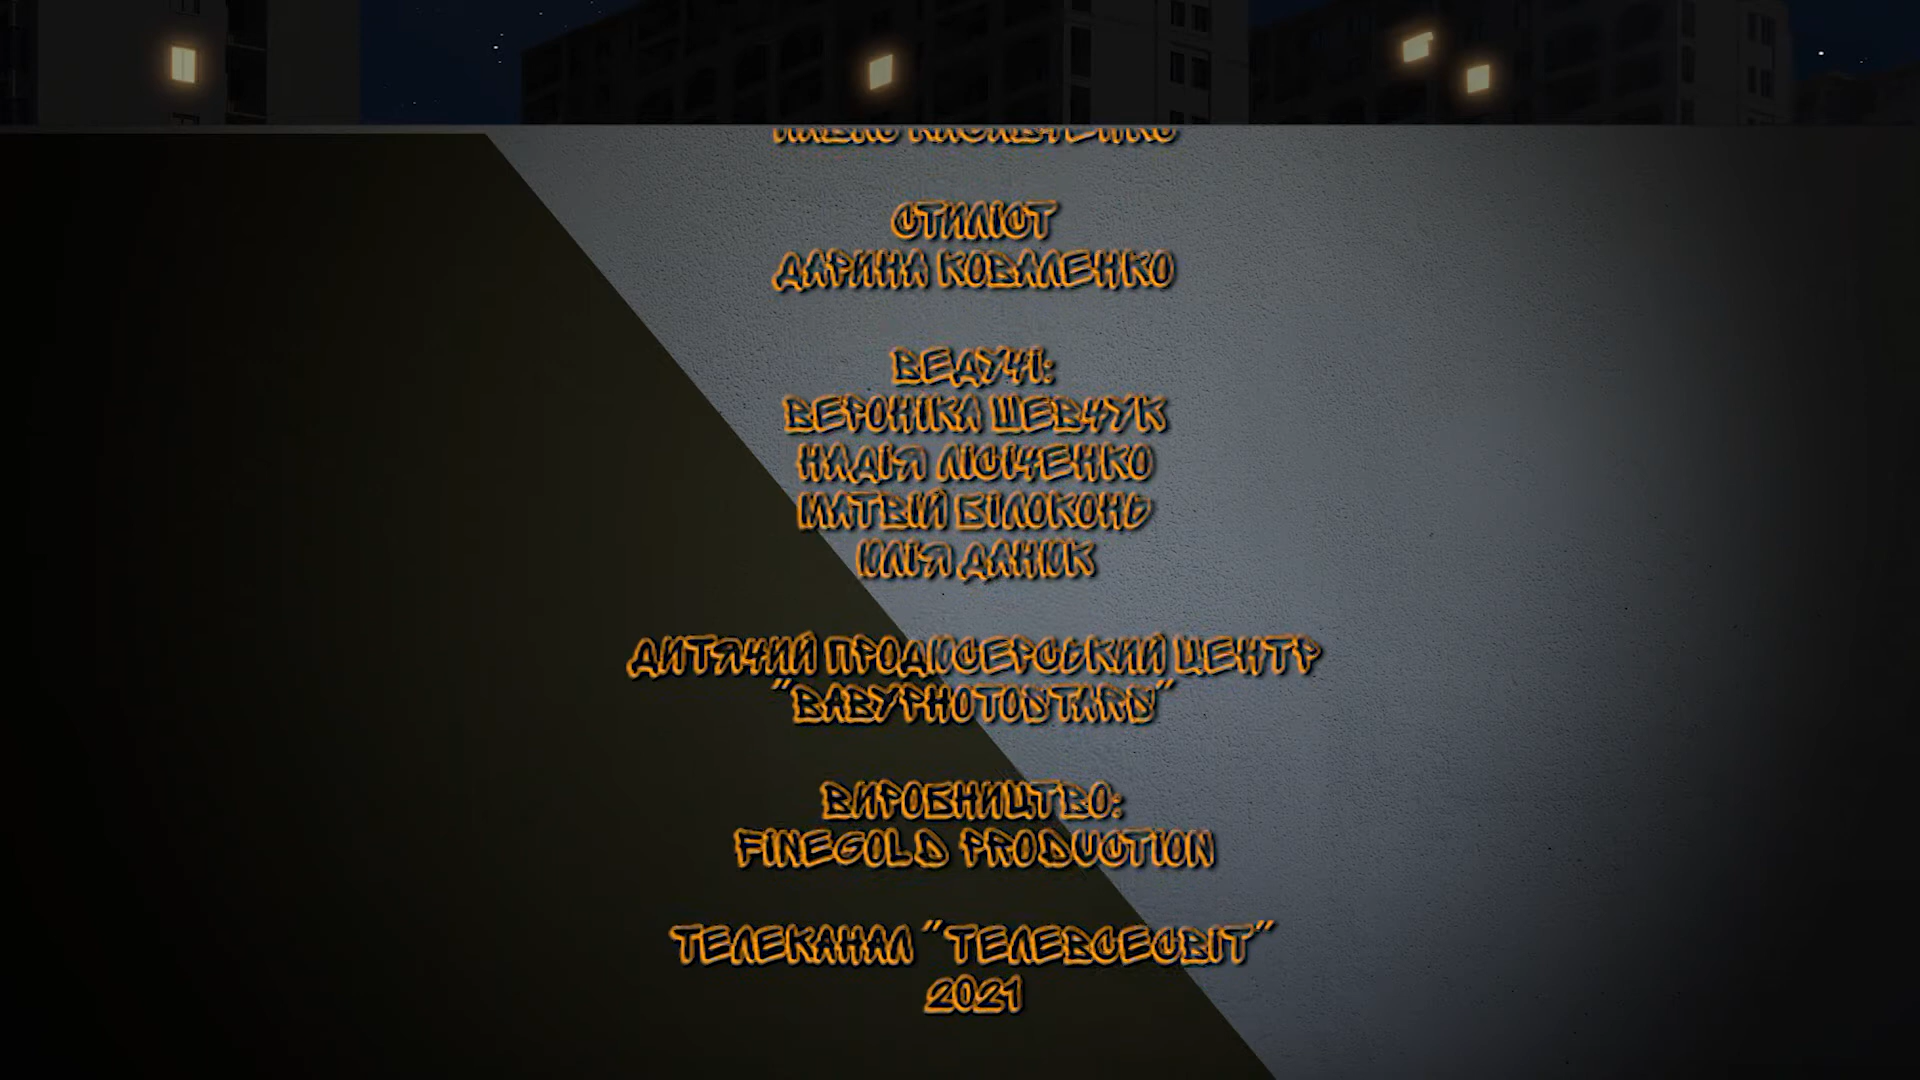 СТИЛІСТ
ДАРИНА КОВАЛЕНКО
ВЕДУЧІ:
ВЕРОНІКА ШЕВЧУК
НАДІЯ ЛІСІЧЕНКО
МАТВІЙ БІЛОКОНЬ
ЮЛІЯ ДАНЮК
ДИТЯЧИЙ ПРОДЮСЕРСЬКИЙ ЦЕНТР
"BABYPHOTOSTARS"
ВИРОБНИЦТВО:
FINEGOLD PRODUCTION
ТЕЛЕКАНАЛ "ТЕЛЕВСЕСВІТ"
2021